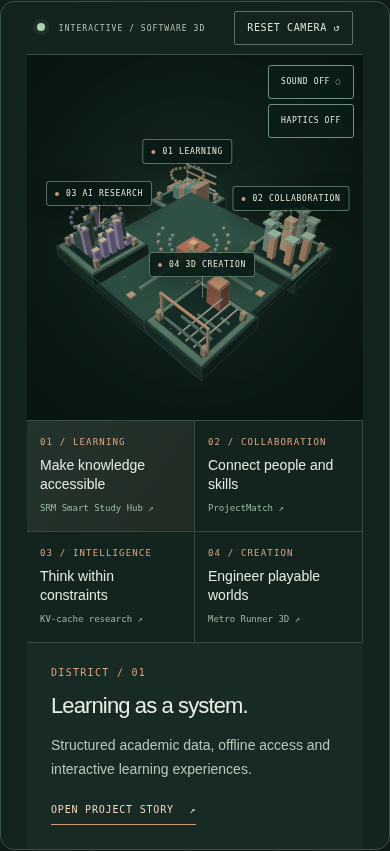 INTERACTIVE / SOFTWARE 3D
RESET CAMERA ↺
SOUND OFF ○
HAPTICS OFF
01 LEARNING
03 AI RESEARCH
02 COLLABORATION
04 3D CREATION
01 / LEARNING
Make knowledge
accessible
SRM Smart Study Hub ↗
02 / COLLABORATION
Connect people and
skills
ProjectMatch ↗
03 / INTELLIGENCE
Think within
constraints
KV-cache research ↗
04 / CREATION
Engineer playable
worlds
Metro Runner 3D ↗
DISTRICT / 01
Learning as a system.
Structured academic data, offline access and
interactive learning experiences.
OPEN PROJECT STORY ↗